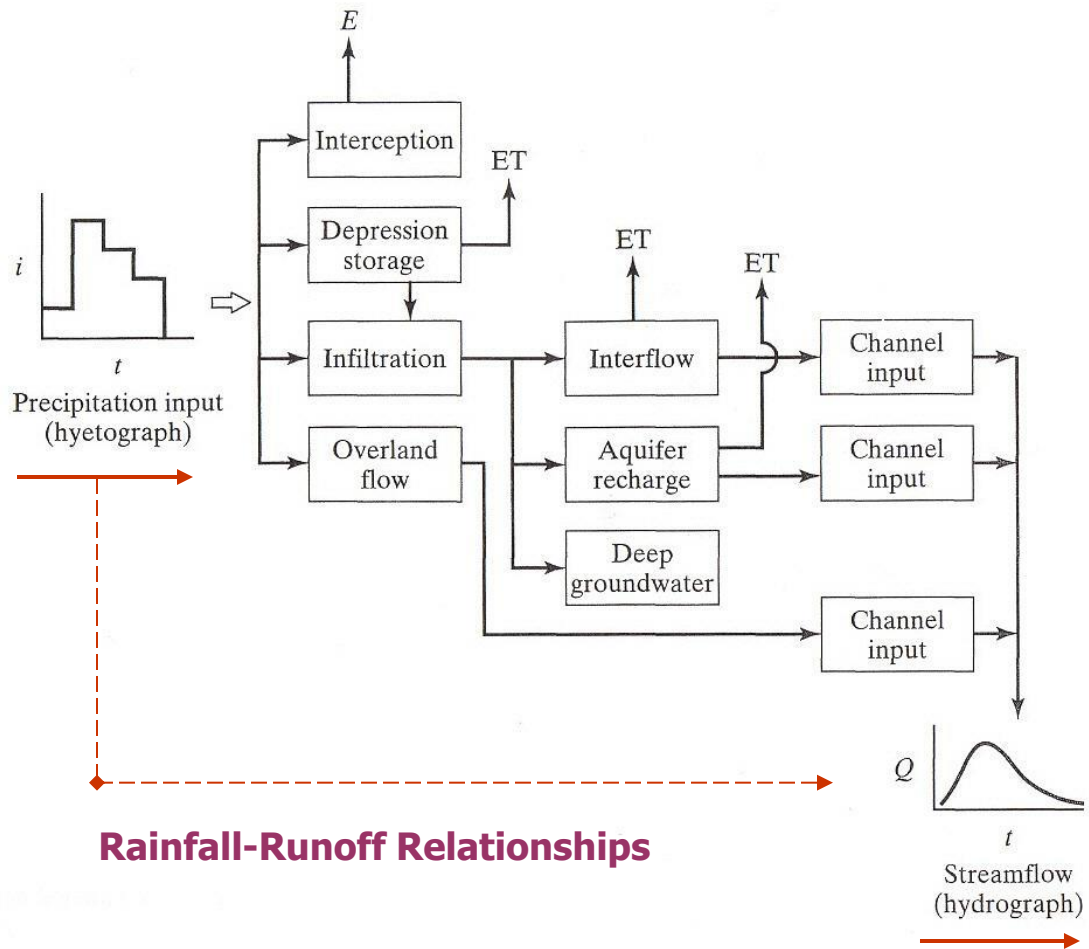 E
Interception
ET
Depression
storage
ET
ET
i
Infiltration
Interflow
Channel
input
t
Precipitation input
(hyetograph)
Overland
flow
Aquifer
recharge
Channel
input
Deep
groundwater
Channel
input
Q
t
Rainfall-Runoff Relationships
Streamflow
(hydrograph)